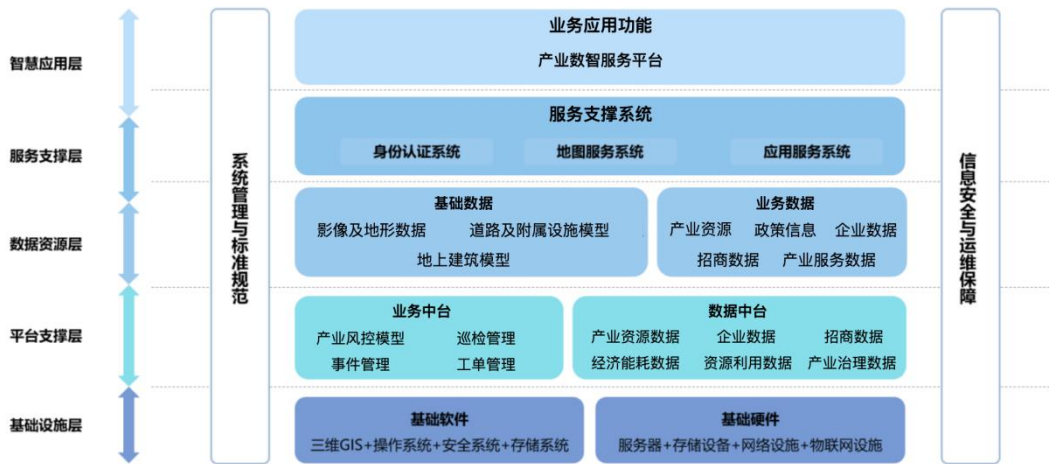 智慧应用层
业务应用功能
产业数智服务平台
服务支撑层
服务支撑系统
身份认证系统 地图服务系统 应用服务系统
数据资源层
基础数据
影像及地形数据 道路及附属设施模型
地上建筑模型
业务数据
产业资源 政策信息 企业数据
招商数据 产业服务数据
平台支撑层
业务中台
产业风控模型 巡检管理
事件管理 工单管理
数据中台
产业资源数据 企业数据 招商数据
经济能耗数据 资源利用数据 产业治理数据
基础设施层
基础软件
三维GIS+操作系统+安全系统+存储系统
基础硬件
服务器+存储设备+网络设施+物联网设施
系统管理与标准规范
信息安全与运维保障